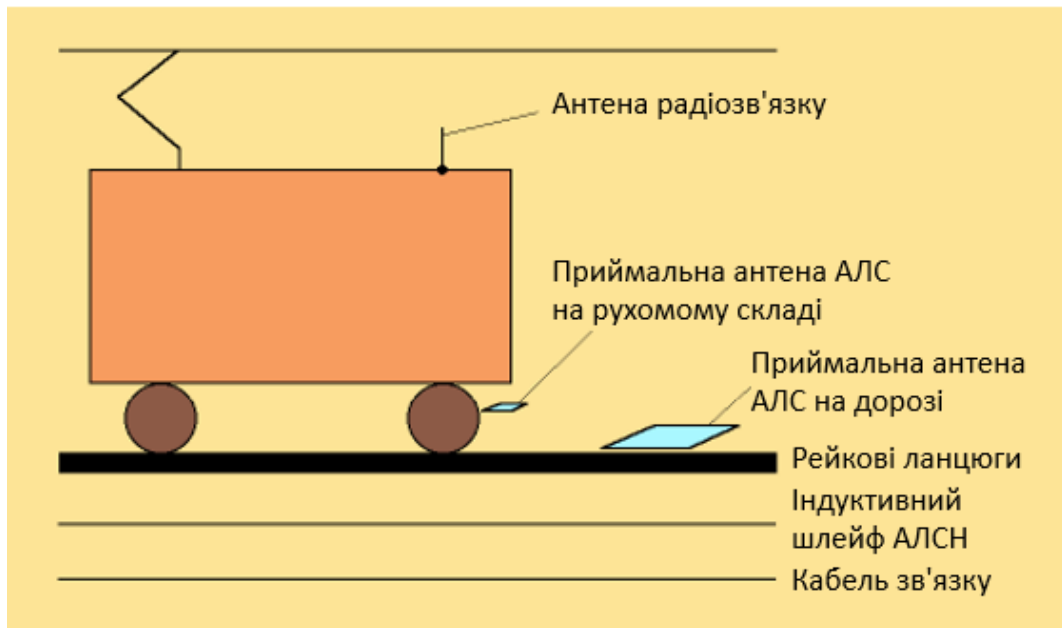 Антена радіозв'язку
Приймальна антена АЛС
на рухомому складі
Приймальна антена
АЛС на дорозі
Рейкові ланцюги
Індуктивний
шлейф АЛСН
Кабель зв'язку